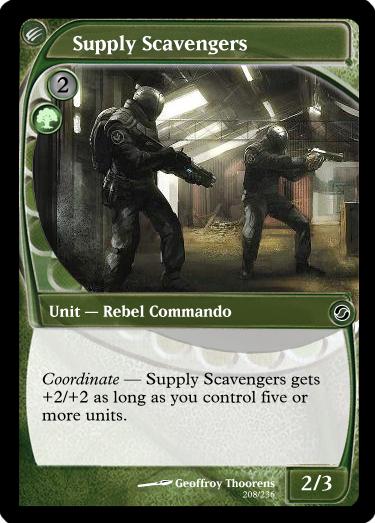 Supply Scavengers
2
Unit — Rebel Commando
Coordinate — Supply Scavengers gets
+2/+2 as long as you control five or
more units.
Geoffroy Thoorens
208/236
2/3